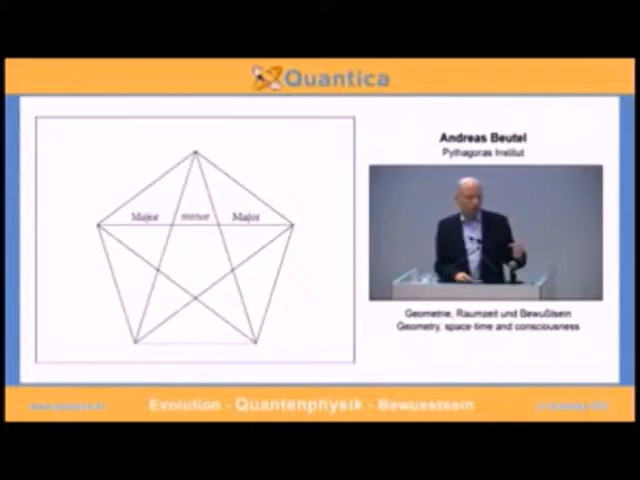 Quantica
Andreas Beutel
Pythagoras Institut
Major minor Major
Geometrie, Raumzeit und Bewußtsein
Geometry, space-time and consciousness
Evolution - Quantenphysik - Bewusstsein